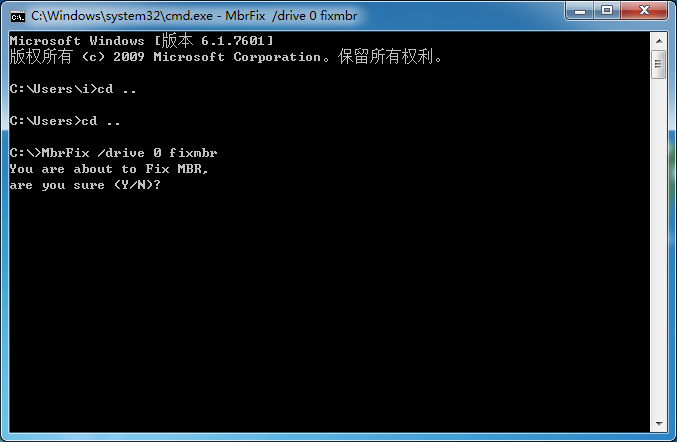 C:\Windows\system32\cmd.exe - MbrFix  /drive 0 fixmbr
Microsoft Windows [版本 6.1.7601]
版权所有 (c) 2009 Microsoft Corporation。保留所有权利。
C:\Users\i>cd ..
C:\Users>cd ..
C:\>MbrFix /drive 0 fixmbr
You are about to Fix MBR,
are you sure (Y/N)?